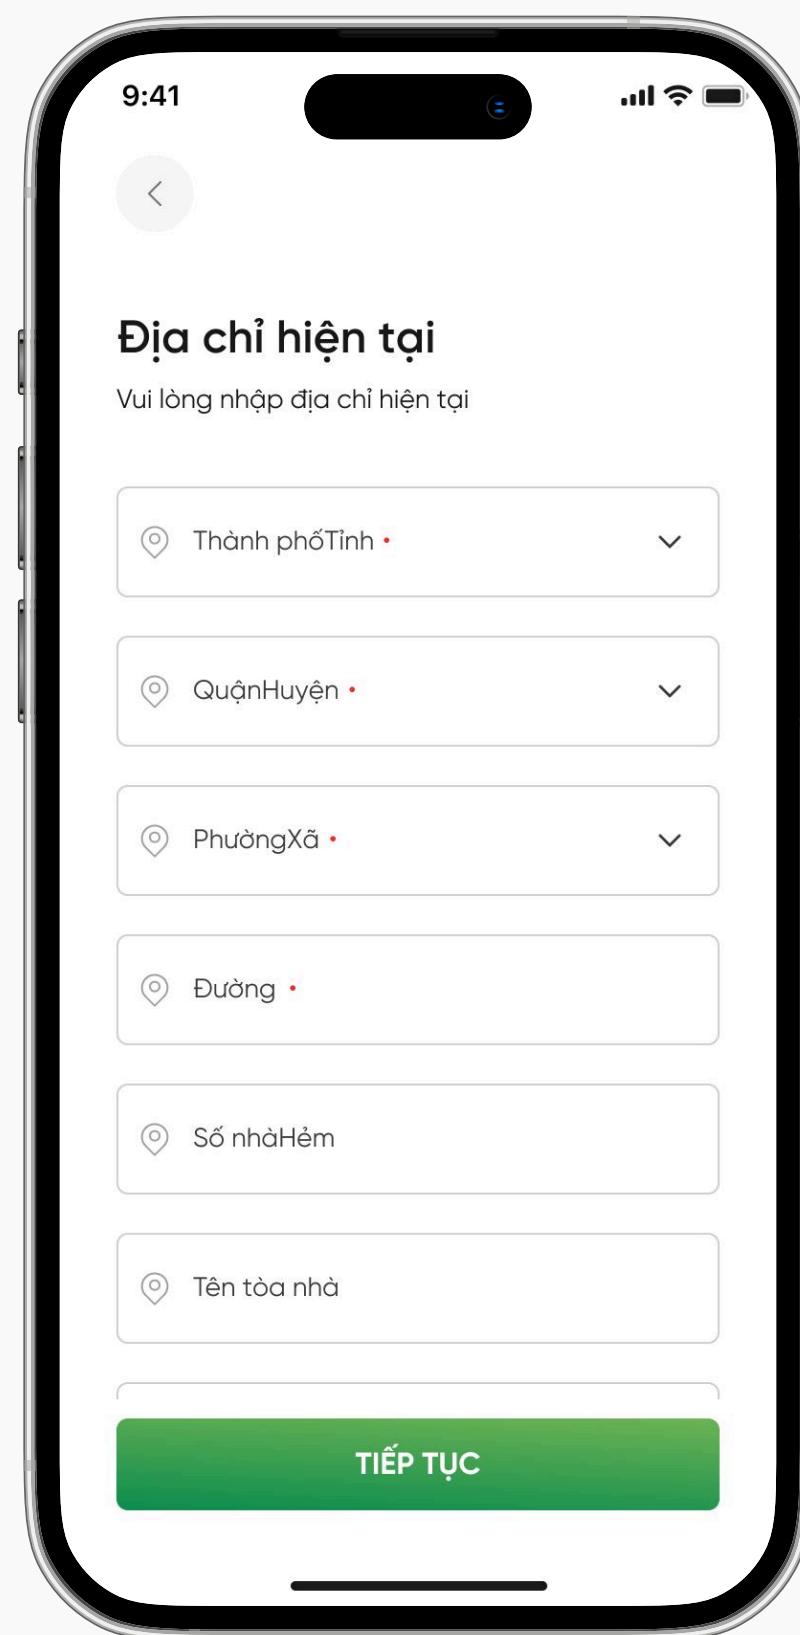 9:41
Địa chỉ hiện tại
Vui lòng nhập địa chỉ hiện tại
Thành phốTỉnh •
QuậnHuyện •
PhườngXã •
Đường •
Số nhàHẻm
Tên tòa nhà
TIẾP TỤC